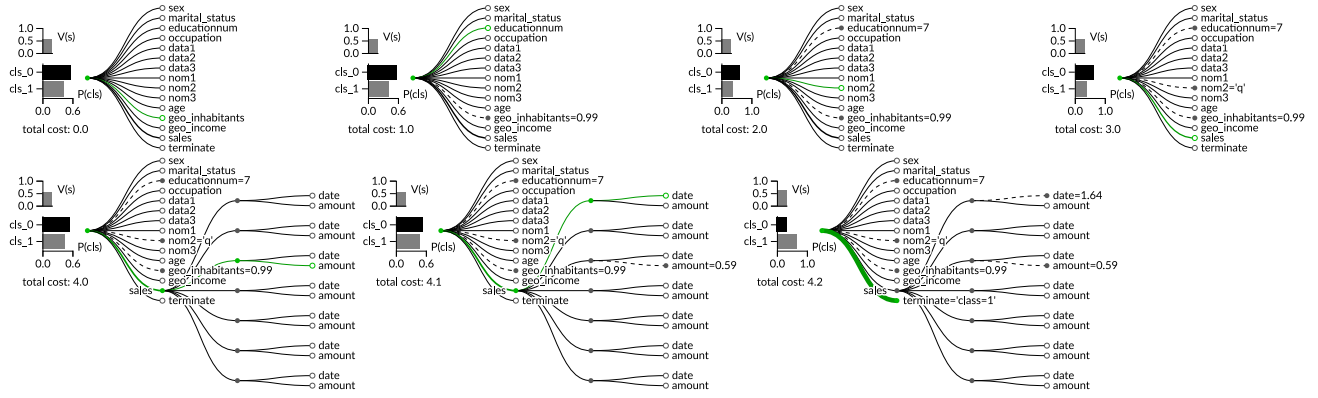 1.0
0.5
0.0
V(s)
cls_0
cls_1
0.0
0.6
P(cls)
total cost: 0.0
sex
marital_status
educationnum
occupation
data1
data2
data3
nom1
nom2
nom3
age
geo_inhabitants
geo_income
sales
terminate
1.0
0.5
0.0
V(s)
cls_0
cls_1
0.0
0.6
P(cls)
total cost: 1.0
sex
marital_status
educationnum
occupation
data1
data2
data3
nom1
nom2
nom3
age
geo_inhabitants=0.99
geo_income
sales
terminate
1.0
0.5
0.0
V(s)
cls_0
cls_1
0.0
1.0
P(cls)
total cost: 2.0
sex
marital_status
educationnum=7
occupation
data1
data2
data3
nom1
nom2
nom3
age
geo_inhabitants=0.99
geo_income
sales
terminate
1.0
0.5
0.0
V(s)
cls_0
cls_1
0.0
1.0
P(cls)
total cost: 3.0
sex
marital_status
educationnum=7
occupation
data1
data2
data3
nom1
nom2='q'
nom3
age
geo_inhabitants=0.99
geo_income
sales
terminate
1.0
0.5
0.0
V(s)
cls_0
cls_1
0.0
0.6
P(cls)
total cost: 4.0
sex
marital_status
educationnum=7
occupation
data1
data2
data3
nom1
nom2='q'
nom3
age
geo_inhabitants=0.99
geo_income
sales
terminate
date
amount
date
amount
date
amount
date
amount
date
amount
date
amount
date
amount
1.0
0.5
0.0
V(s)
cls_0
cls_1
0.0
0.6
P(cls)
total cost: 4.1
sex
marital_status
educationnum=7
occupation
data1
data2
data3
nom1
nom2='q'
nom3
age
geo_inhabitants=0.99
geo_income
sales
terminate
date
amount
date
amount
date
amount=0.59
date
amount
date
amount
date
amount
date
amount
1.0
0.5
0.0
V(s)
cls_0
cls_1
0.0
1.0
P(cls)
total cost: 4.2
sex
marital_status
educationnum=7
occupation
data1
data2
data3
nom1
nom2='q'
nom3
age
geo_inhabitants=0.99
geo_income
sales
terminate='class=1'
date=1.64
amount
date
amount
date
amount=0.59
date
amount
date
amount
date
amount
date
amount